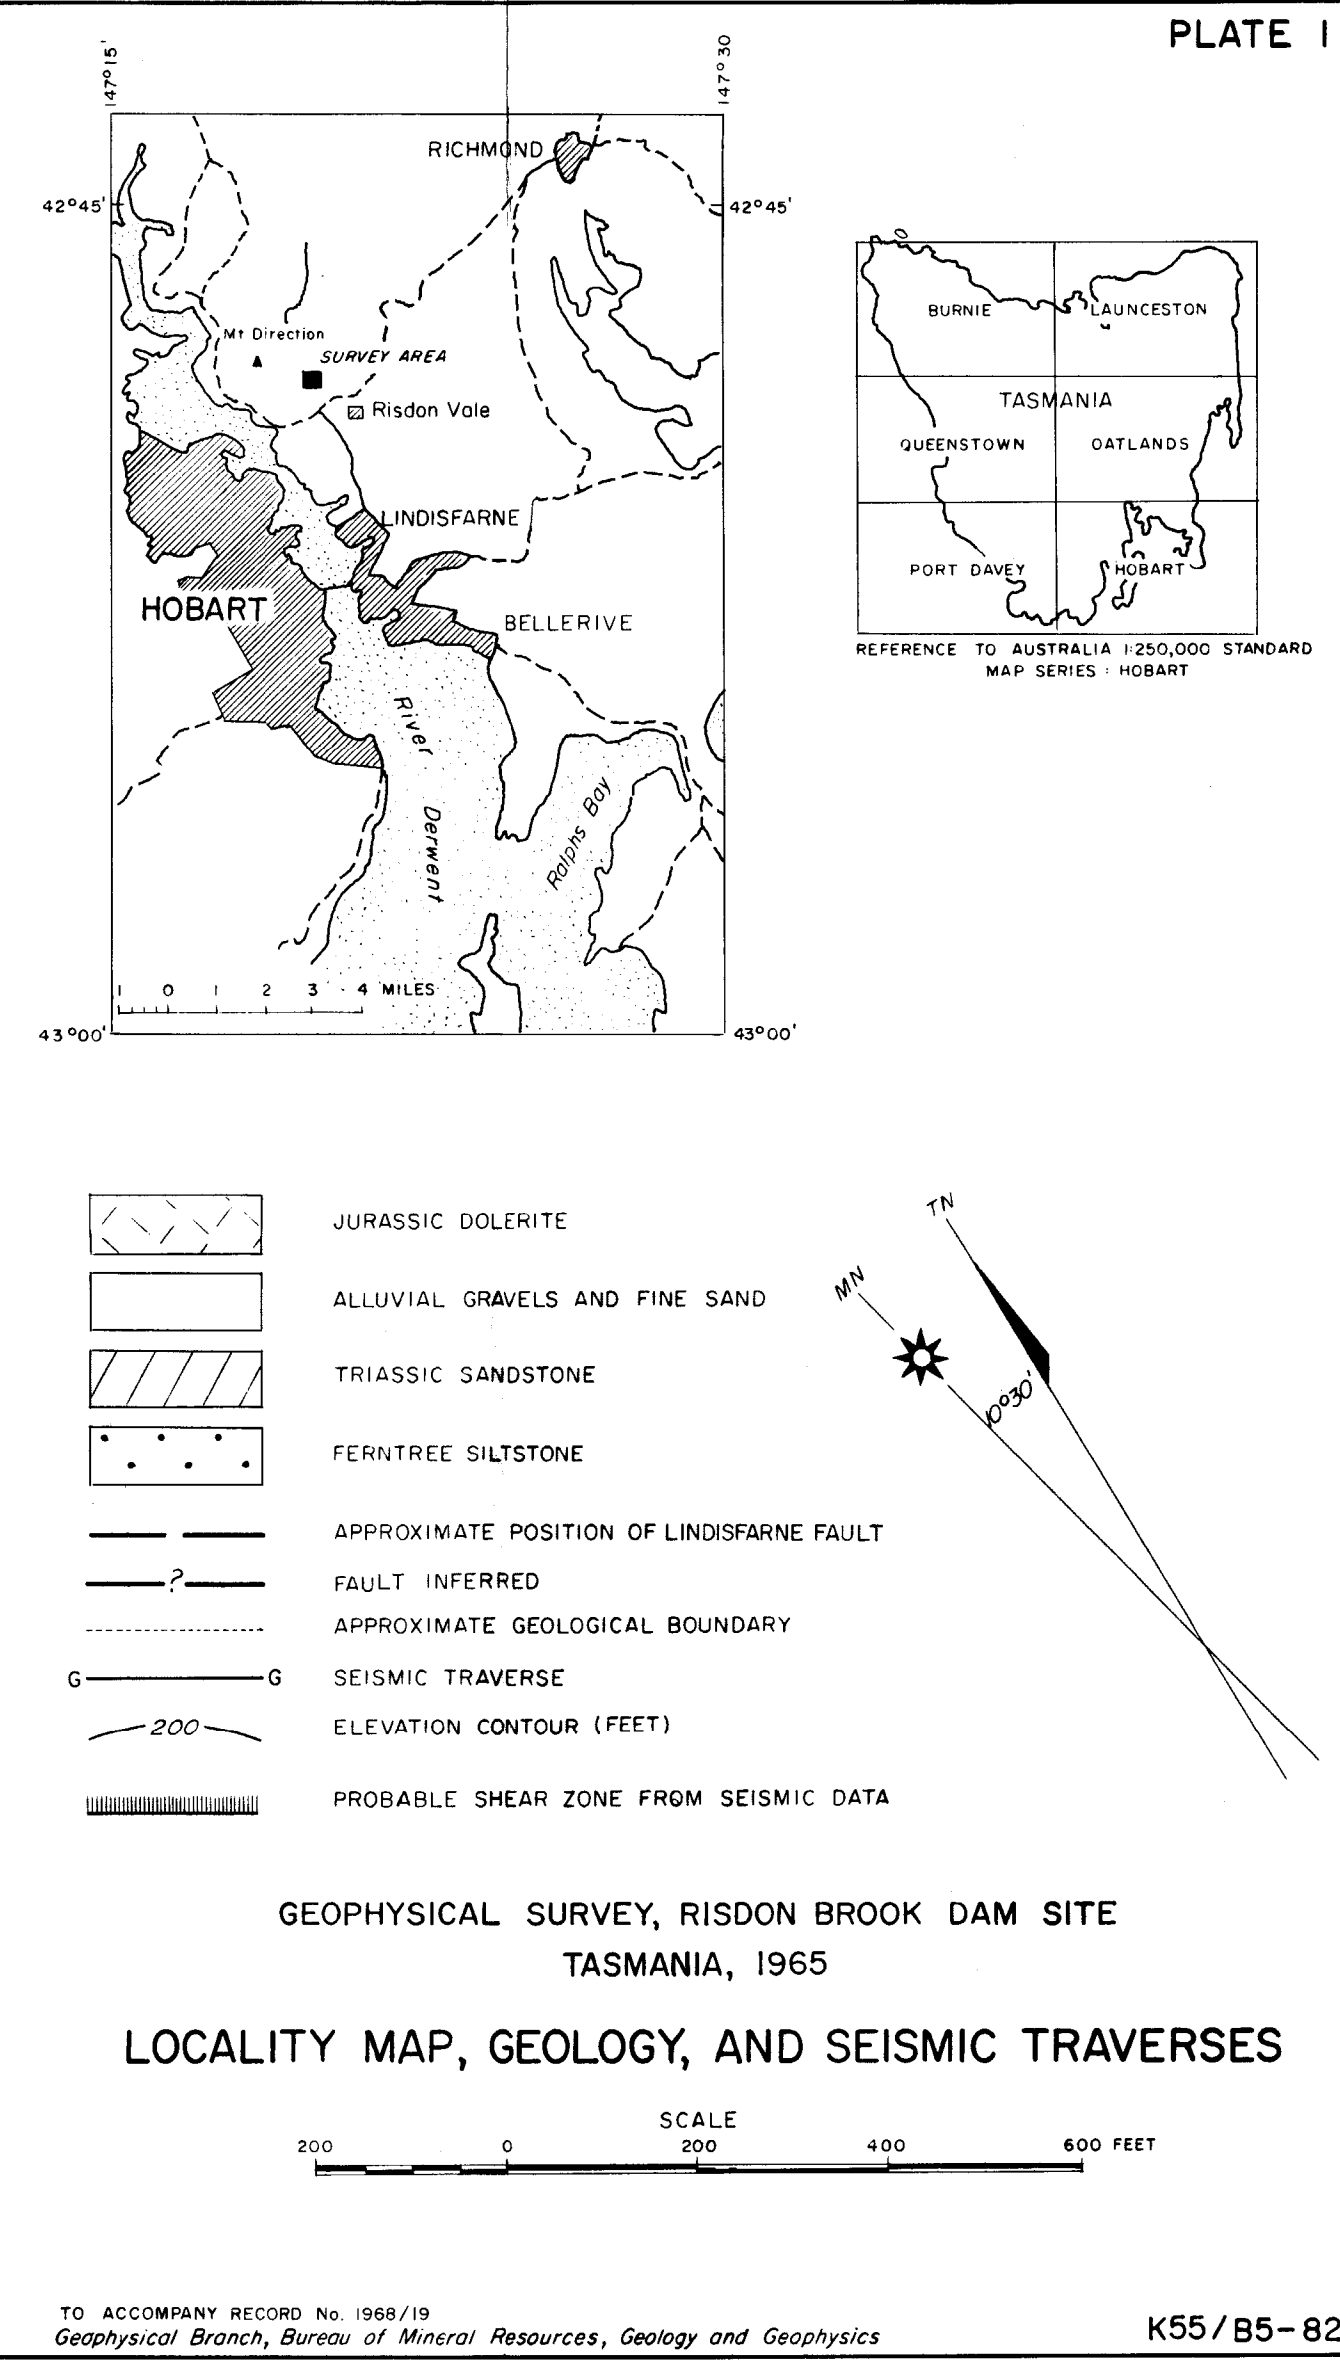 PLATE 1
147°15'
147°30
RICHMOND
42°45'
42°45'
Mt Direction
SURVEY AREA
Risdon Vale
LINDISFARNE
HOBART
BELLERIVE
River
Derwent
Ralphs Bay
1 0 1 2 3 4 MILES
43°00'
43°00'
BURNIE
LAUNCESTON
TASMANIA
QUEENSTOWN
OATLANDS
PORT DAVEY
HOBART
REFERENCE TO AUSTRALIA 1:250,000 STANDARD
MAP SERIES : HOBART
JURASSIC DOLERITE
ALLUVIAL GRAVELS AND FINE SAND
TRIASSIC SANDSTONE
FERNTREE SILTSTONE
APPROXIMATE POSITION OF LINDISFARNE FAULT
? FAULT INFERRED
APPROXIMATE GEOLOGICAL BOUNDARY
G G SEISMIC TRAVERSE
200 ELEVATION CONTOUR (FEET)
PROBABLE SHEAR ZONE FROM SEISMIC DATA
TN
MN
10°30'
GEOPHYSICAL SURVEY, RISDON BROOK DAM SITE
TASMANIA, 1965
LOCALITY MAP, GEOLOGY, AND SEISMIC TRAVERSES
SCALE
200 0 200 400 600 FEET
TO ACCOMPANY RECORD No. 1968/19
Geophysical Branch, Bureau of Mineral Resources, Geology and Geophysics
K55/B5-82